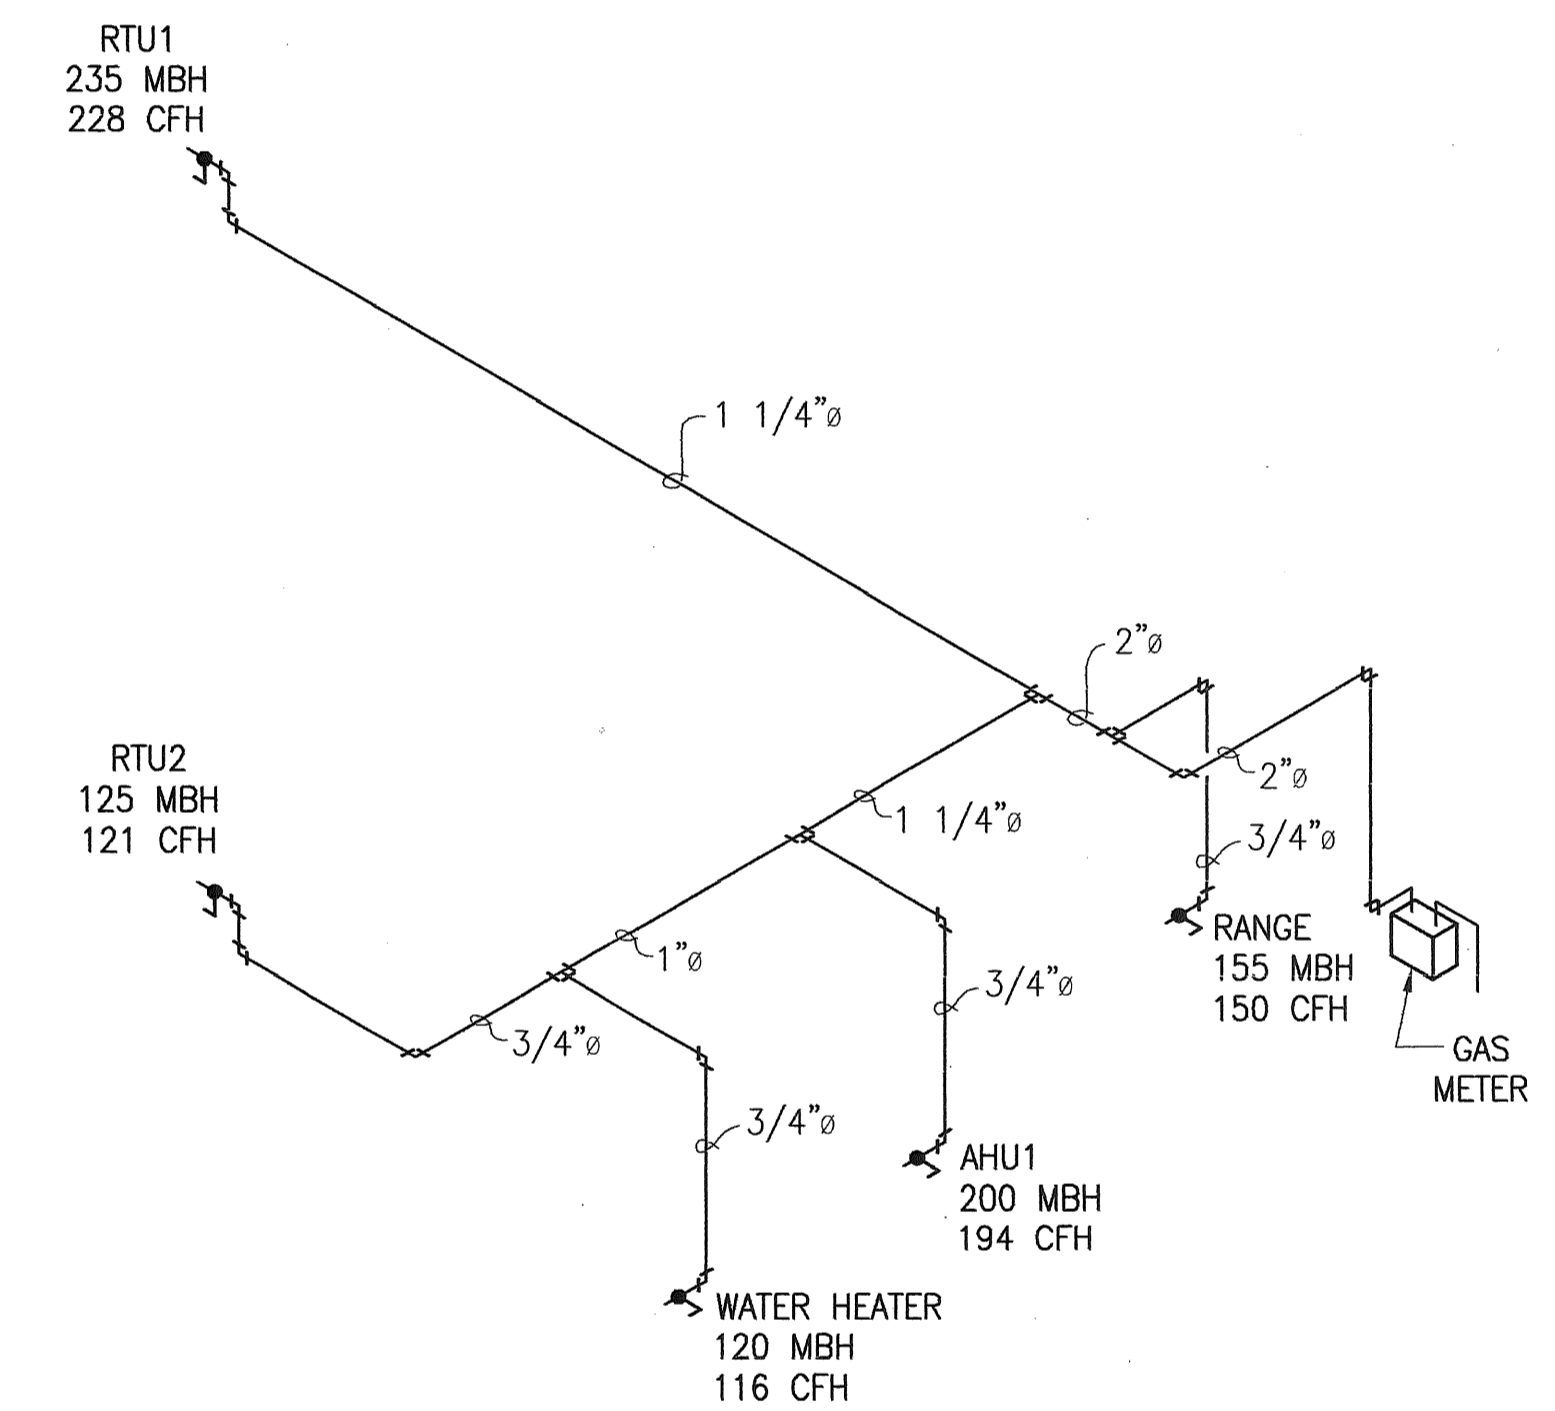 RTU1
235 MBH
228 CFH
1 1/4"ø
2"ø
2"ø
RTU2
125 MBH
121 CFH
1 1/4"ø
3/4"ø
1"ø
3/4"ø
RANGE
155 MBH
150 CFH
3/4"ø
GAS
METER
3/4"ø
AHU1
200 MBH
194 CFH
WATER HEATER
120 MBH
116 CFH